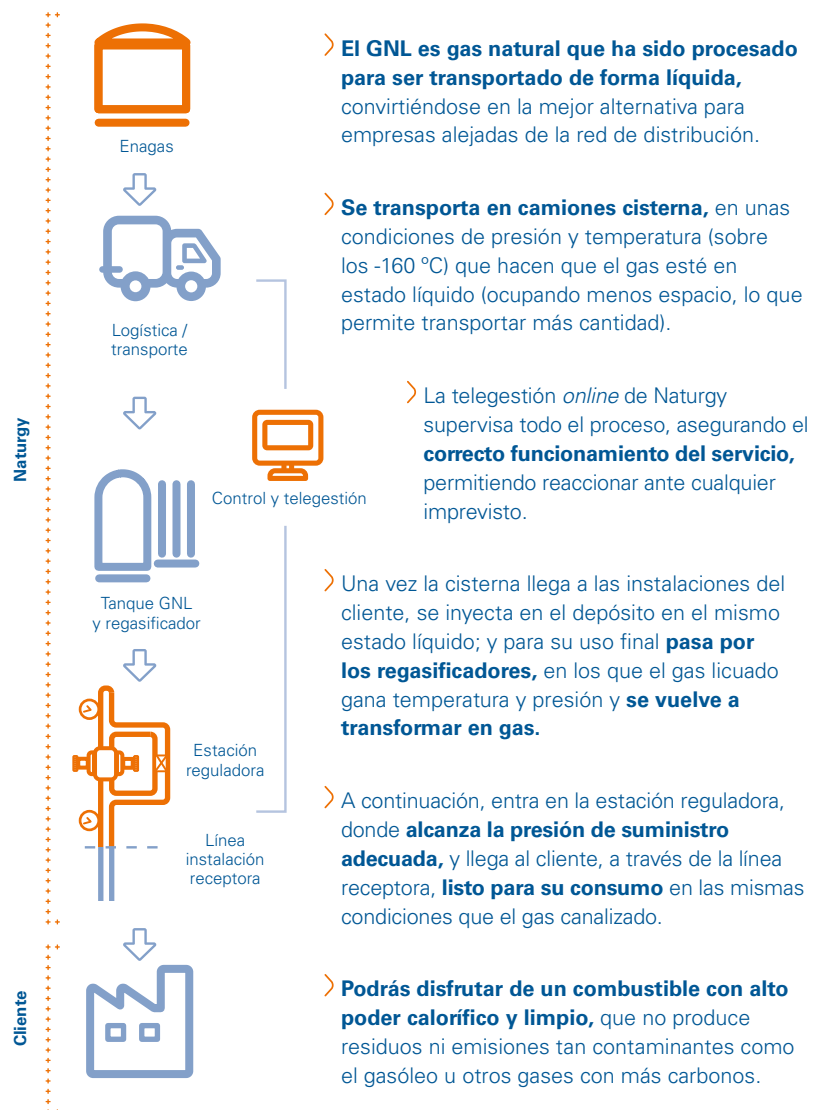 El GNL es gas natural que ha sido procesado
para ser transportado de forma líquida,
convirtiéndose en la mejor alternativa para
empresas alejadas de la red de distribución.
Enagas
Se transporta en camiones cisterna, en unas
condiciones de presión y temperatura (sobre
los -160 ºC) que hacen que el gas esté en
estado líquido (ocupando menos espacio, lo que
permite transportar más cantidad).
Logística /
transporte
La telegestión online de Naturgy
supervisa todo el proceso, asegurando el
correcto funcionamiento del servicio,
permitiendo reaccionar ante cualquier
imprevisto.
Control y telegestión
Naturgy
Tanque GNL
y regasificador
Una vez la cisterna llega a las instalaciones del
cliente, se inyecta en el depósito en el mismo
estado líquido; y para su uso final pasa por
los regasificadores, en los que el gas licuado
gana temperatura y presión y se vuelve a
transformar en gas.
Estación
reguladora
Línea
instalación
receptora
A continuación, entra en la estación reguladora,
donde alcanza la presión de suministro
adecuada, y llega al cliente, a través de la línea
receptora, listo para su consumo en las mismas
condiciones que el gas canalizado.
Cliente
Podrás disfrutar de un combustible con alto
poder calorífico y limpio, que no produce
residuos ni emisiones tan contaminantes como
el gasóleo u otros gases con más carbonos.